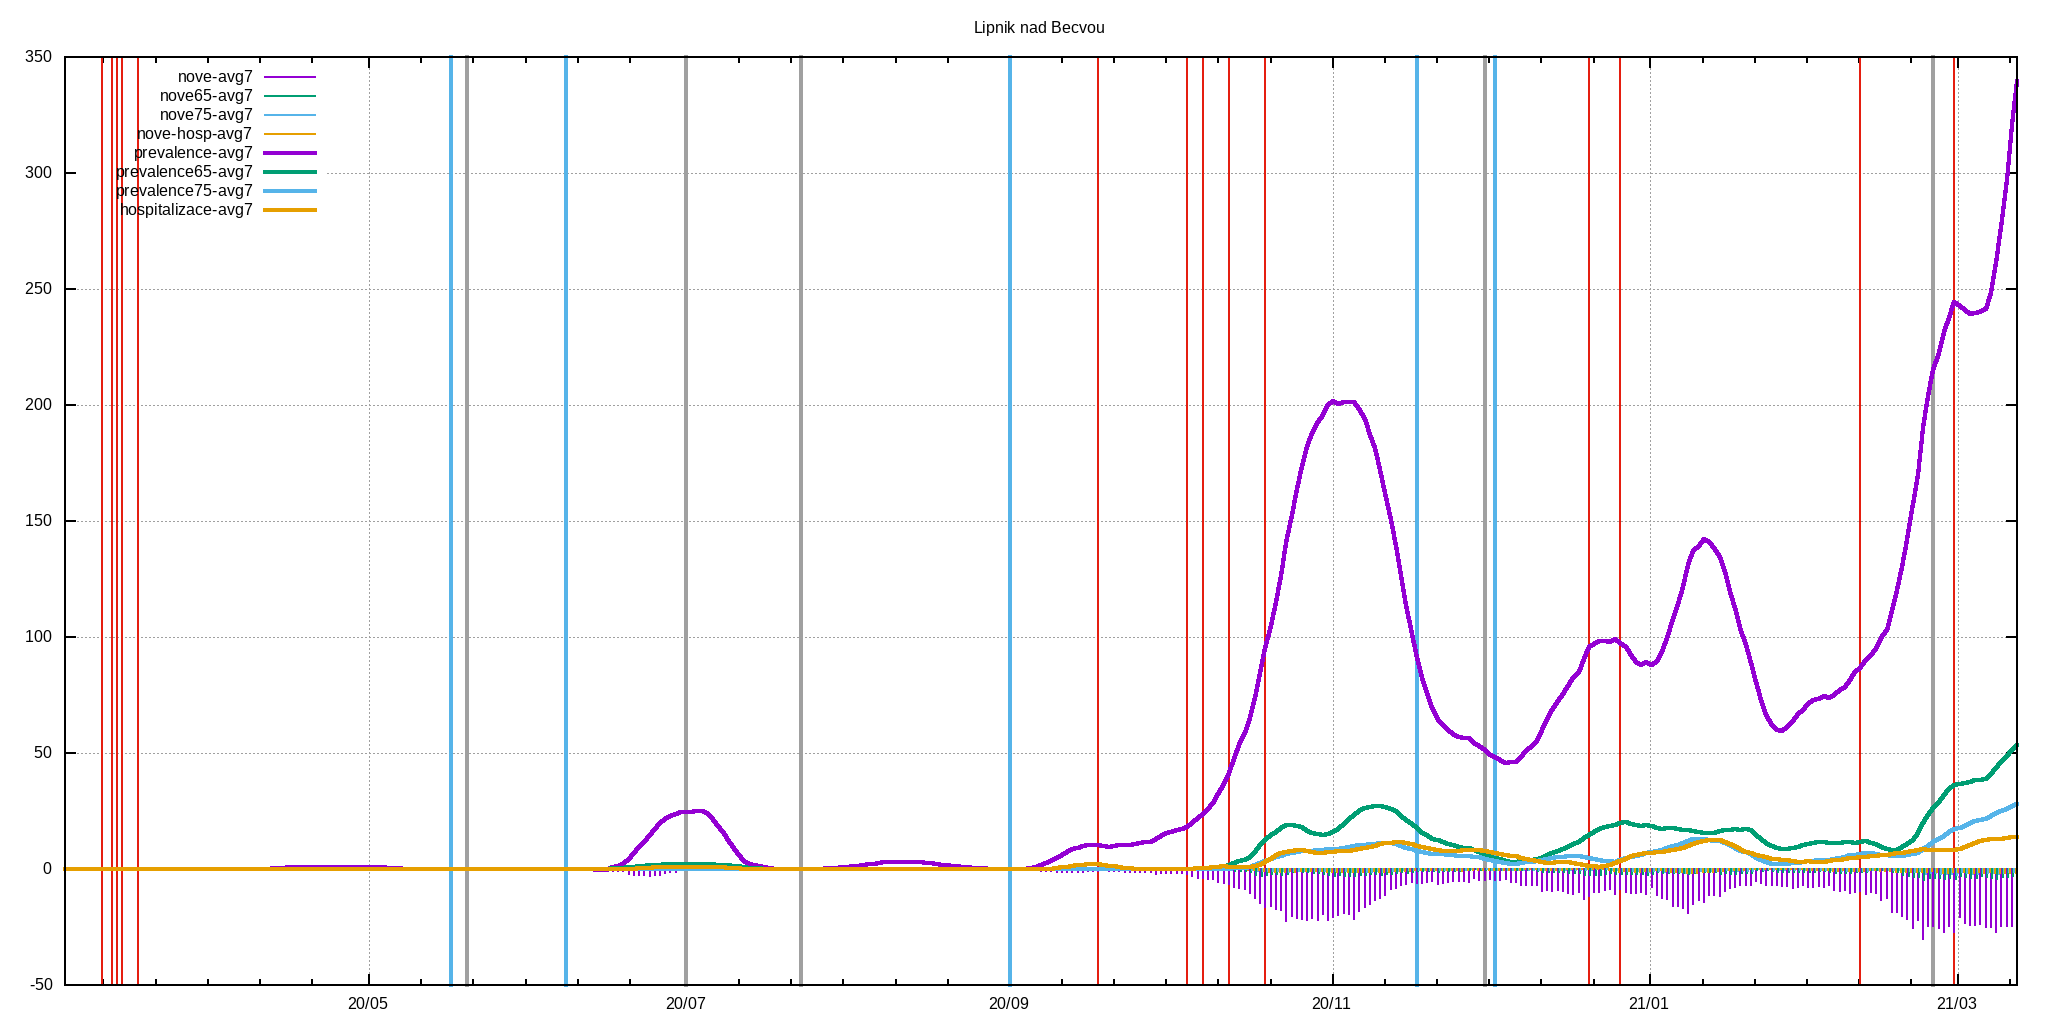 Lipnik nad Becvou
350
300
250
200
150
100
50
0
-50
nove-avg7
nove65-avg7
nove75-avg7
nove-hosp-avg7
prevalence-avg7
prevalence65-avg7
prevalence75-avg7
hospitalizace-avg7
20/05
20/07
20/09
20/11
21/01
21/03